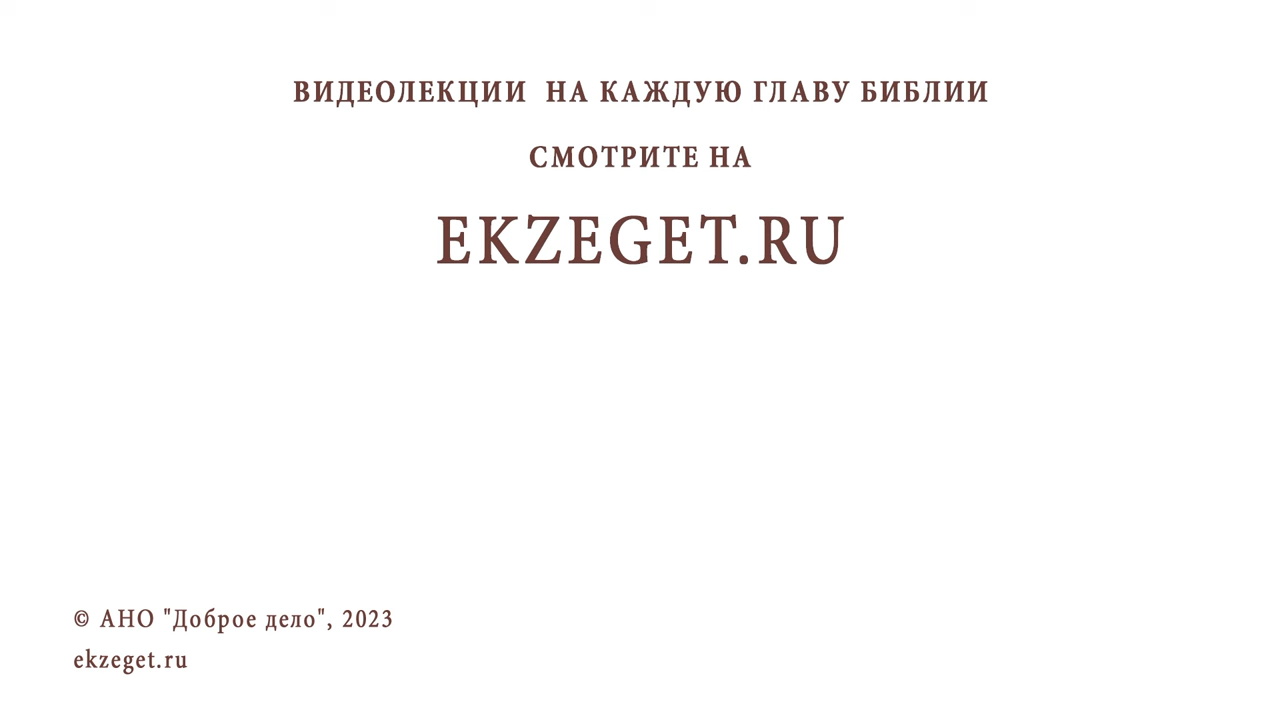 ВИДЕОЛЕКЦИИ НА КАЖДУЮ ГЛАВУ БИБЛИИ
СМОТРИТЕ НА
EKZEGET.RU
© АНО "Доброе дело", 2023
ekzeget.ru